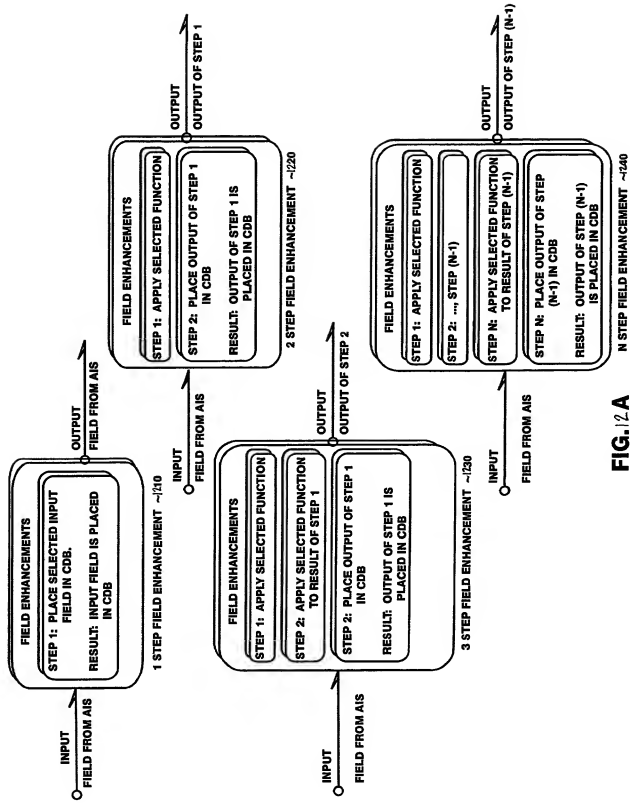 INPUT
FIELD FROM AIS
FIELD ENHANCEMENTS
STEP 1: PLACE SELECTED INPUT
FIELD IN CDB.
RESULT: INPUT FIELD IS PLACED
IN CDB
1 STEP FIELD ENHANCEMENT ~1210
OUTPUT
FIELD FROM AIS
INPUT
FIELD FROM AIS
FIELD ENHANCEMENTS
STEP 1: APPLY SELECTED FUNCTION
STEP 2: PLACE OUTPUT OF STEP 1
IN CDB
RESULT: OUTPUT OF STEP 1 IS
PLACED IN CDB
2 STEP FIELD ENHANCEMENT ~1220
OUTPUT
OUTPUT OF STEP 1
INPUT
FIELD FROM AIS
FIELD ENHANCEMENTS
STEP 1: APPLY SELECTED FUNCTION
STEP 2: APPLY SELECTED FUNCTION
TO RESULT OF STEP 1
STEP 2: PLACE OUTPUT OF STEP 1
IN CDB
RESULT: OUTPUT OF STEP 1 IS
PLACED IN CDB
3 STEP FIELD ENHANCEMENT ~1230
OUTPUT
OUTPUT OF STEP 2
INPUT
FIELD FROM AIS
FIELD ENHANCEMENTS
STEP 1: APPLY SELECTED FUNCTION
STEP 2: ..., STEP (N-1)
STEP N: APPLY SELECTED FUNCTION
TO RESULT OF STEP (N-1)
STEP N: PLACE OUTPUT OF STEP
(N-1) IN CDB
RESULT: OUTPUT OF STEP (N-1)
IS PLACED IN CDB
N STEP FIELD ENHANCEMENT ~1240
OUTPUT
OUTPUT OF STEP (N-1)
FIG. 12A